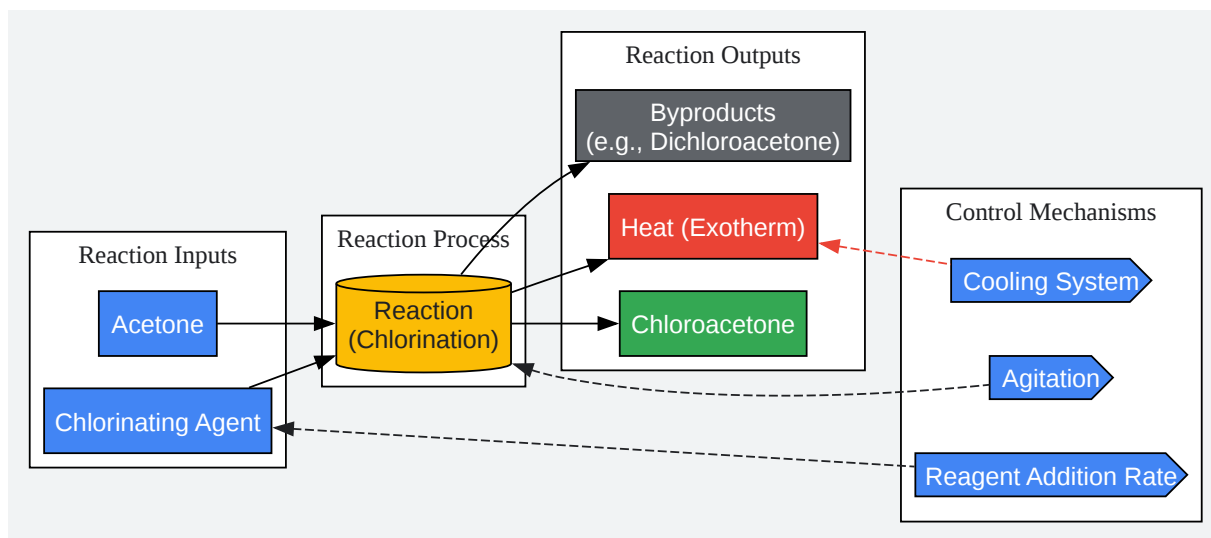 Reaction Inputs
Acetone
Chlorinating Agent
Reaction Process
Reaction
(Chlorination)
Reaction Outputs
Byproducts
(e.g., Dichloroacetone)
Heat (Exotherm)
Chloroacetone
Control Mechanisms
Cooling System
Agitation
Reagent Addition Rate